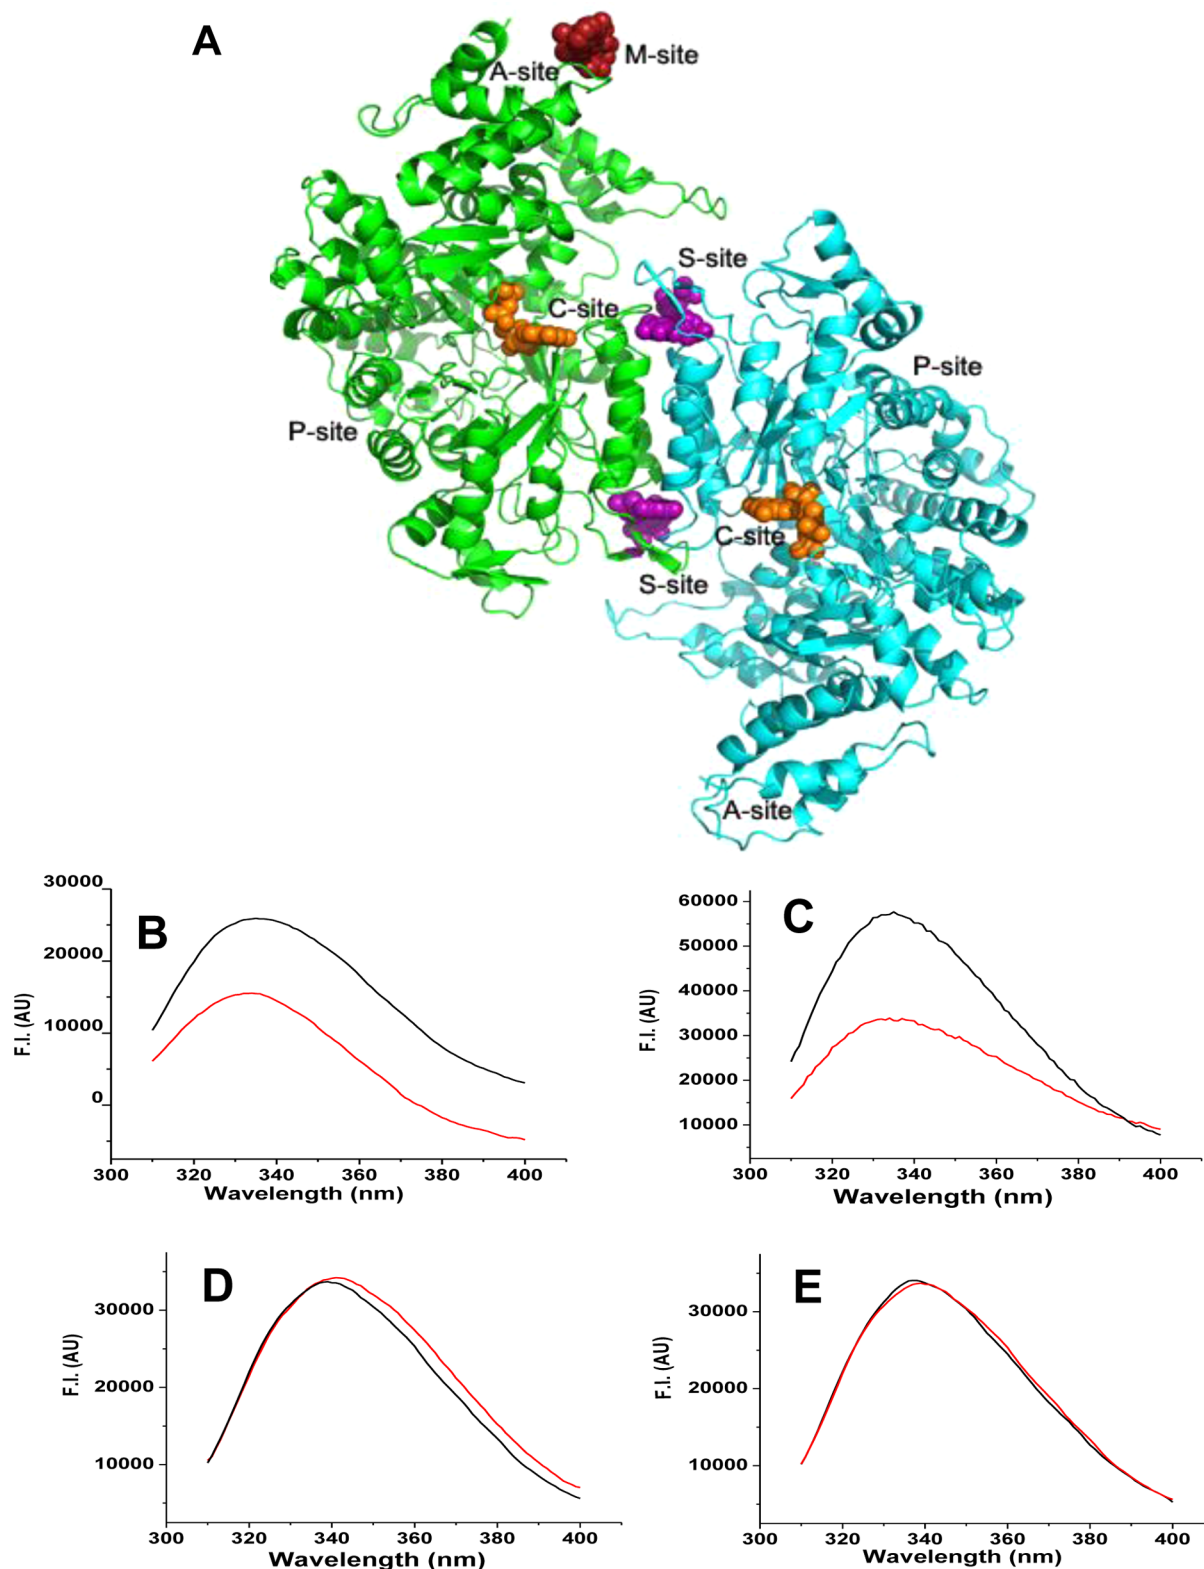 A
M-site
A-site
S-site
C-site
P-site
P-site
C-site
S-site
A-site
30000
20000
10000
0
F.I. (AU)
B
300 320 340 360 380 400
Wavelength (nm)
60000
50000
40000
30000
20000
10000
F.I. (AU)
C
300 320 340 360 380 400
Wavelength (nm)
30000
20000
10000
F.I. (AU)
D
300 320 340 360 380 400
Wavelength (nm)
30000
20000
10000
F.I. (AU)
E
300 320 340 360 380 400
Wavelength (nm)